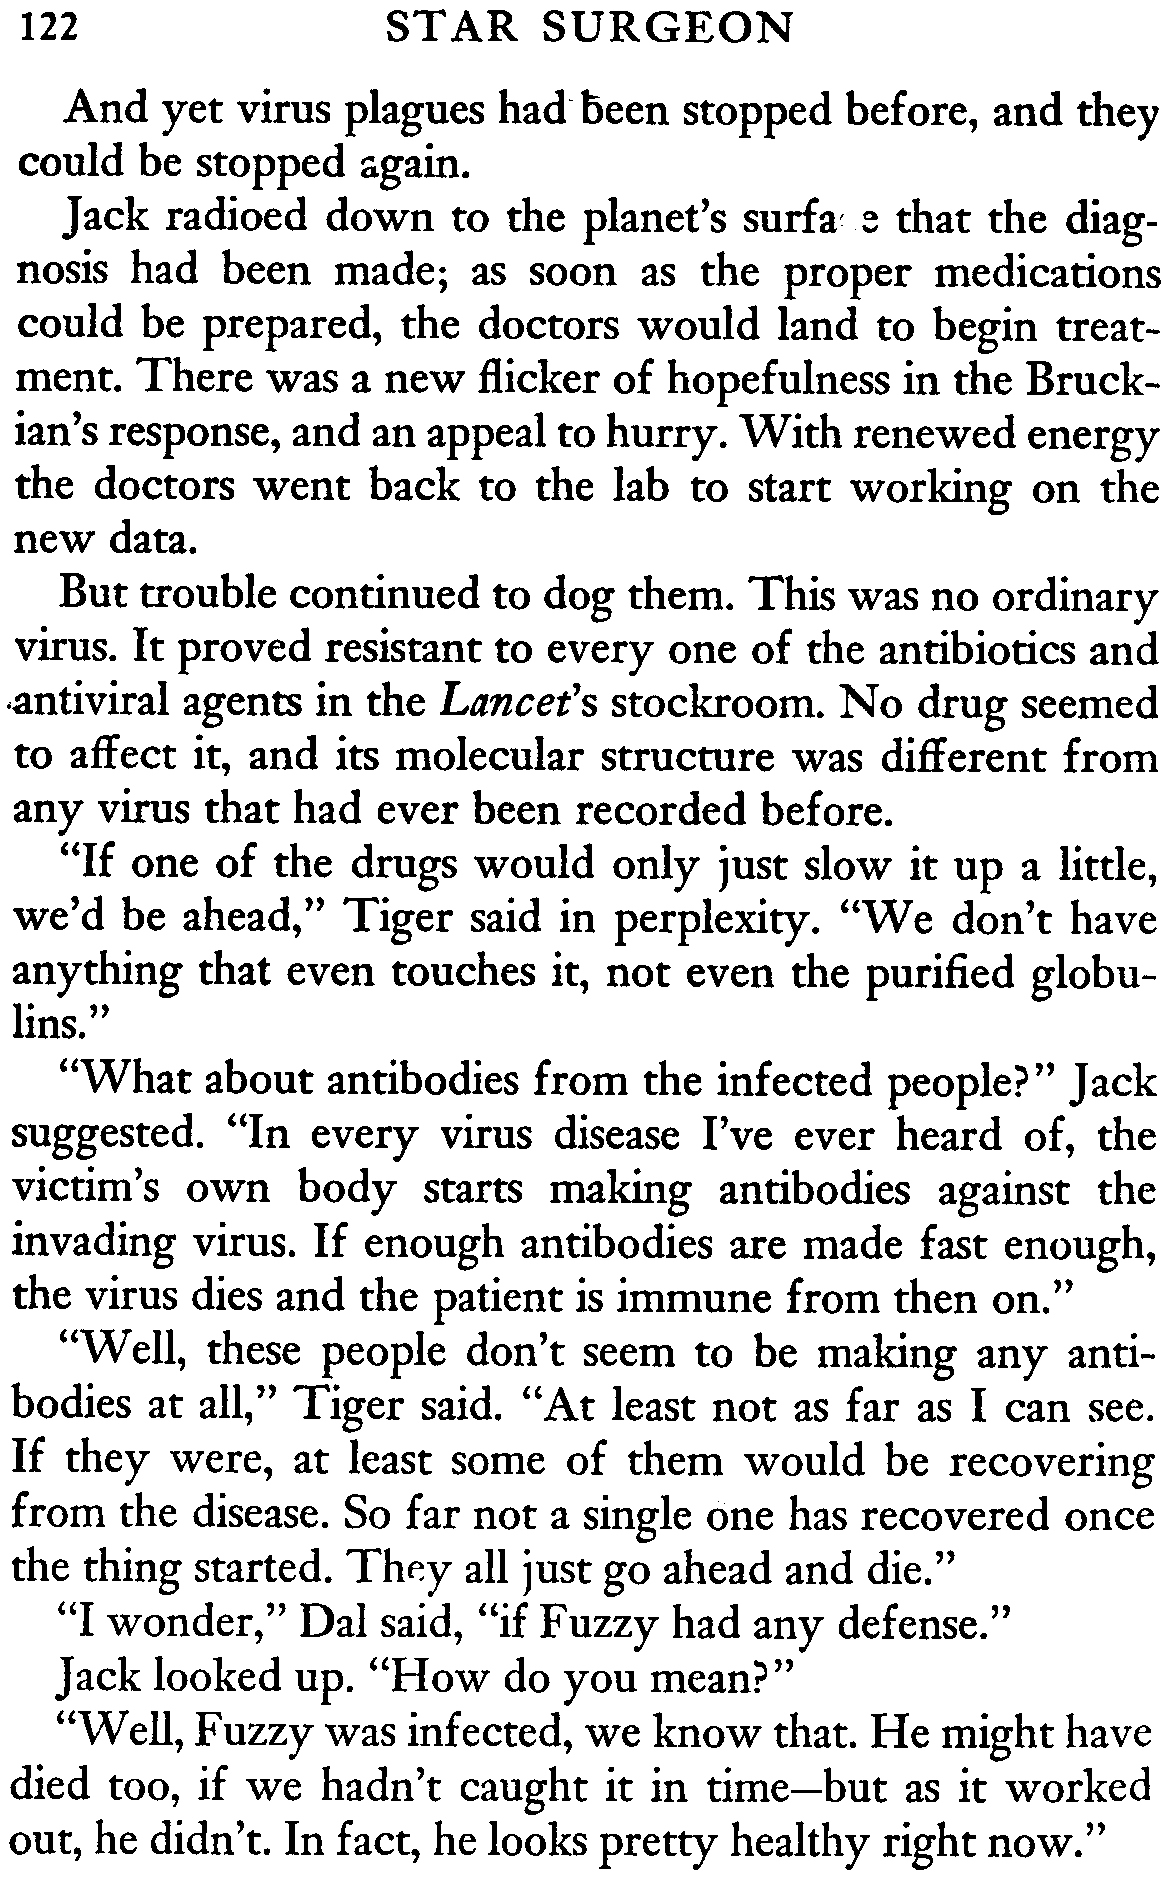 122 STAR SURGEON
And yet virus plagues had been stopped before, and they
could be stopped again.
Jack radioed down to the planet's surfa e that the diag-
nosis had been made; as soon as the proper medications
could be prepared, the doctors would land to begin treat-
ment. There was a new flicker of hopefulness in the Bruck-
ian's response, and an appeal to hurry. With renewed energy
the doctors went back to the lab to start working on the
new data.
But trouble continued to dog them. This was no ordinary
virus. It proved resistant to every one of the antibiotics and
antiviral agents in the Lancet's stockroom. No drug seemed
to affect it, and its molecular structure was different from
any virus that had ever been recorded before.
“If one of the drugs would only just slow it up a little,
we'd be ahead,” Tiger said in perplexity. “We don't have
anything that even touches it, not even the purified globu-
lins.”
“What about antibodies from the infected people?” Jack
suggested. “In every virus disease I've ever heard of, the
victim's own body starts making antibodies against the
invading virus. If enough antibodies are made fast enough,
the virus dies and the patient is immune from then on.”
“Well, these people don't seem to be making any anti-
bodies at all,” Tiger said. “At least not as far as I can see.
If they were, at least some of them would be recovering
from the disease. So far not a single one has recovered once
the thing started. They all just go ahead and die.”
“I wonder,” Dal said, “if Fuzzy had any defense.”
Jack looked up. “How do you mean?”
“Well, Fuzzy was infected, we know that. He might have
died too, if we hadn't caught it in time—but as it worked
out, he didn't. In fact, he looks pretty healthy right now.”